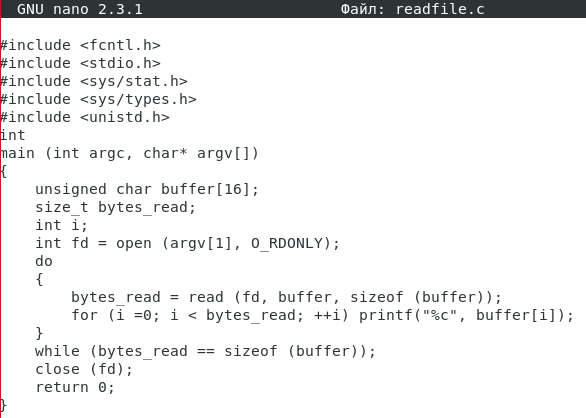 GNU nano 2.3.1 Файл: readfile.c
#include <fcntl.h>
#include <stdio.h>
#include <sys/stat.h>
#include <sys/types.h>
#include <unistd.h>
int
main (int argc, char* argv[])
{
    unsigned char buffer[16];
    size_t bytes_read;
    int i;
    int fd = open (argv[1], O_RDONLY);
    do
    {
        bytes_read = read (fd, buffer, sizeof (buffer));
        for (i =0; i < bytes_read; ++i) printf("%c", buffer[i]);
    }
    while (bytes_read == sizeof (buffer));
    close (fd);
    return 0;
}